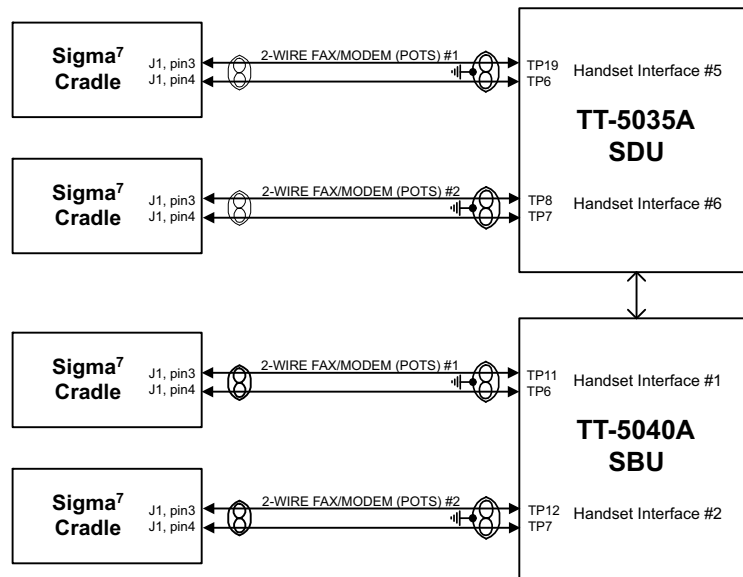 Sigma7
Cradle
J1, pin3
J1, pin4
2-WIRE FAX/MODEM (POTS) #1
TP19
TP6
Handset Interface #5
TT-5035A
SDU
Sigma7
Cradle
J1, pin3
J1, pin4
2-WIRE FAX/MODEM (POTS) #2
TP8
TP7
Handset Interface #6
Sigma7
Cradle
J1, pin3
J1, pin4
2-WIRE FAX/MODEM (POTS) #1
TP11
TP6
Handset Interface #1
TT-5040A
SBU
Sigma7
Cradle
J1, pin3
J1, pin4
2-WIRE FAX/MODEM (POTS) #2
TP12
TP7
Handset Interface #2